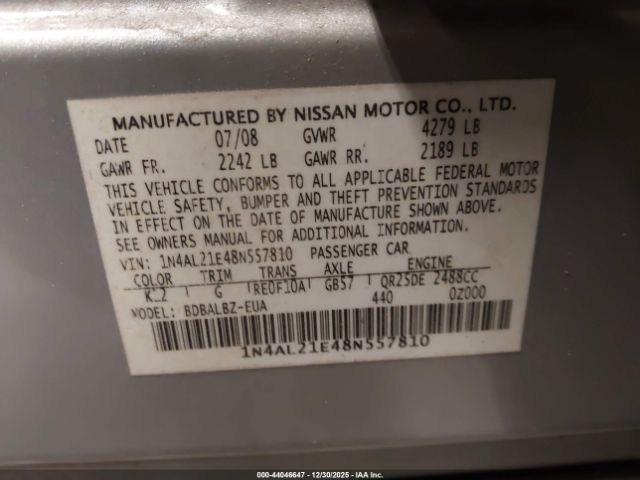 MANUFACTURED BY NISSAN MOTOR CO., LTD.
DATE 07/08 GVWR 4279 LB
GAWR FR. 2242 LB GAWR RR. 2189 LB
THIS VEHICLE CONFORMS TO ALL APPLICABLE FEDERAL MOTOR
VEHICLE SAFETY, BUMPER AND THEFT PREVENTION STANDARDS
IN EFFECT ON THE DATE OF MANUFACTURE SHOWN ABOVE.
SEE OWNERS MANUAL FOR ADDITIONAL INFORMATION.
VIN: 1N4AL21E48N557810 PASSENGER CAR
COLOR TRIM TRANS AXLE ENGINE
K 2 G RE0F10A GB57 QR25DE 2488CC
MODEL: BDBALBZ-EUA 440 0Z000
1N4AL21E48N557810
000-44046647 - 12/30/2025 - IAA Inc.